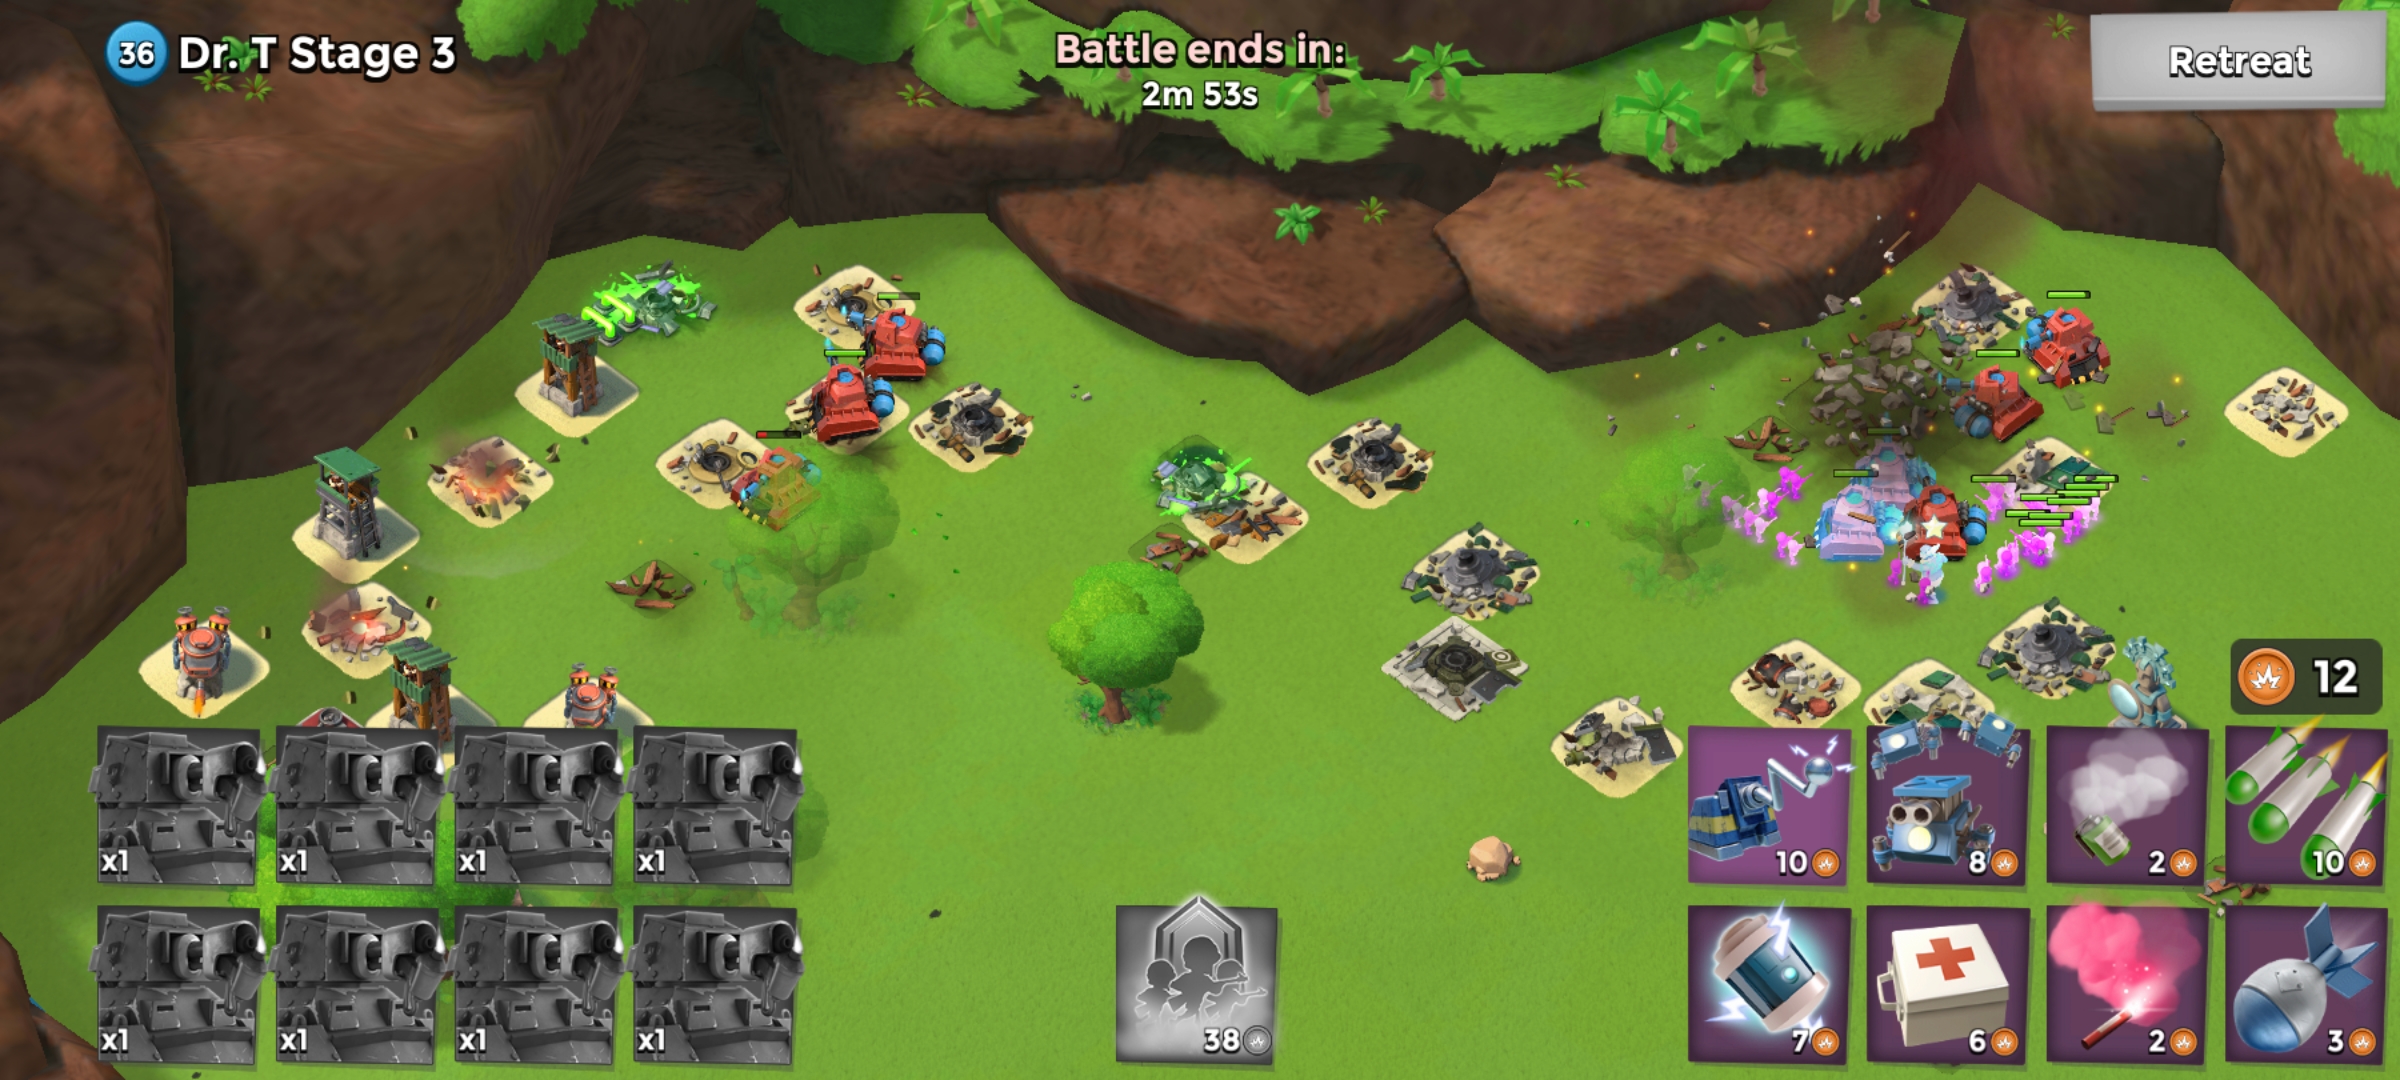 36 Dr. T Stage 3
Battle ends in:
2m 53s
Retreat
12
x1 x1 x1 x1
10 8 2 10
x1 x1 x1 x1
38
7 6 2 3